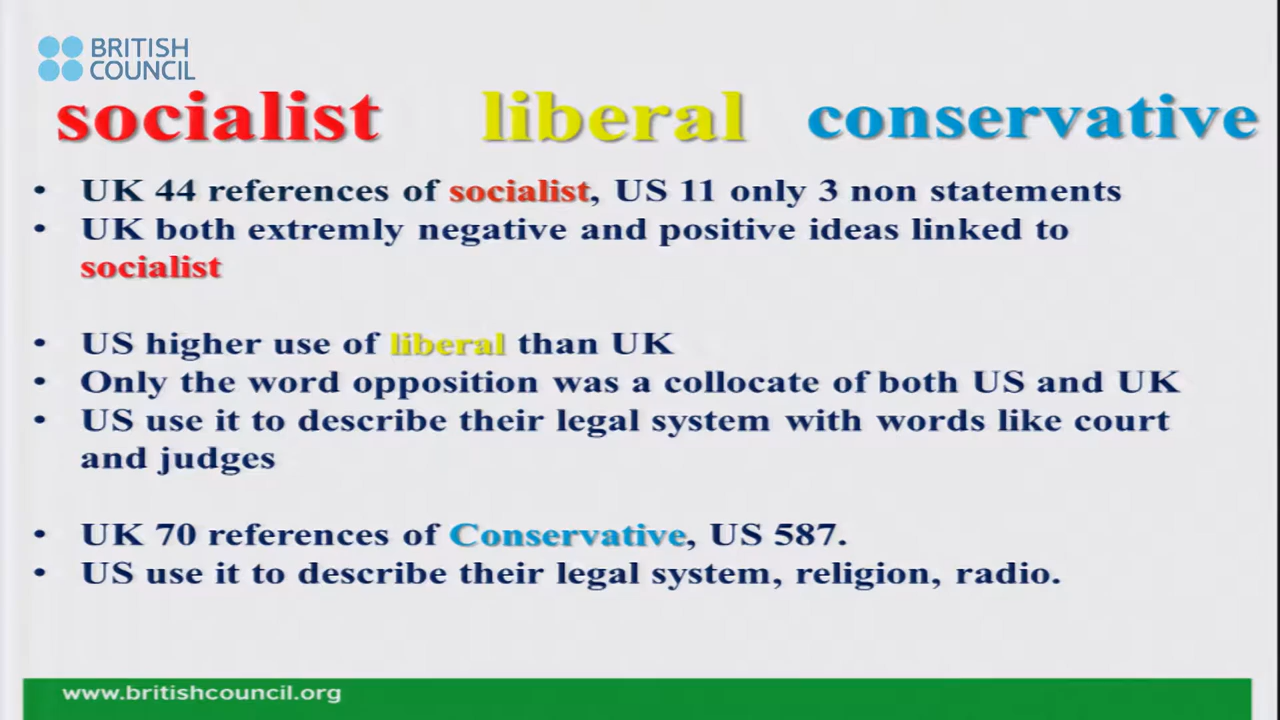 BRITISH
COUNCIL
socialist liberal conservative
• UK 44 references of socialist, US 11 only 3 non statements
• UK both extremly negative and positive ideas linked to
socialist
• US higher use of liberal than UK
• Only the word opposition was a collocate of both US and UK
• US use it to describe their legal system with words like court
and judges
• UK 70 references of Conservative, US 587.
• US use it to describe their legal system, religion, radio.
www.britishcouncil.org